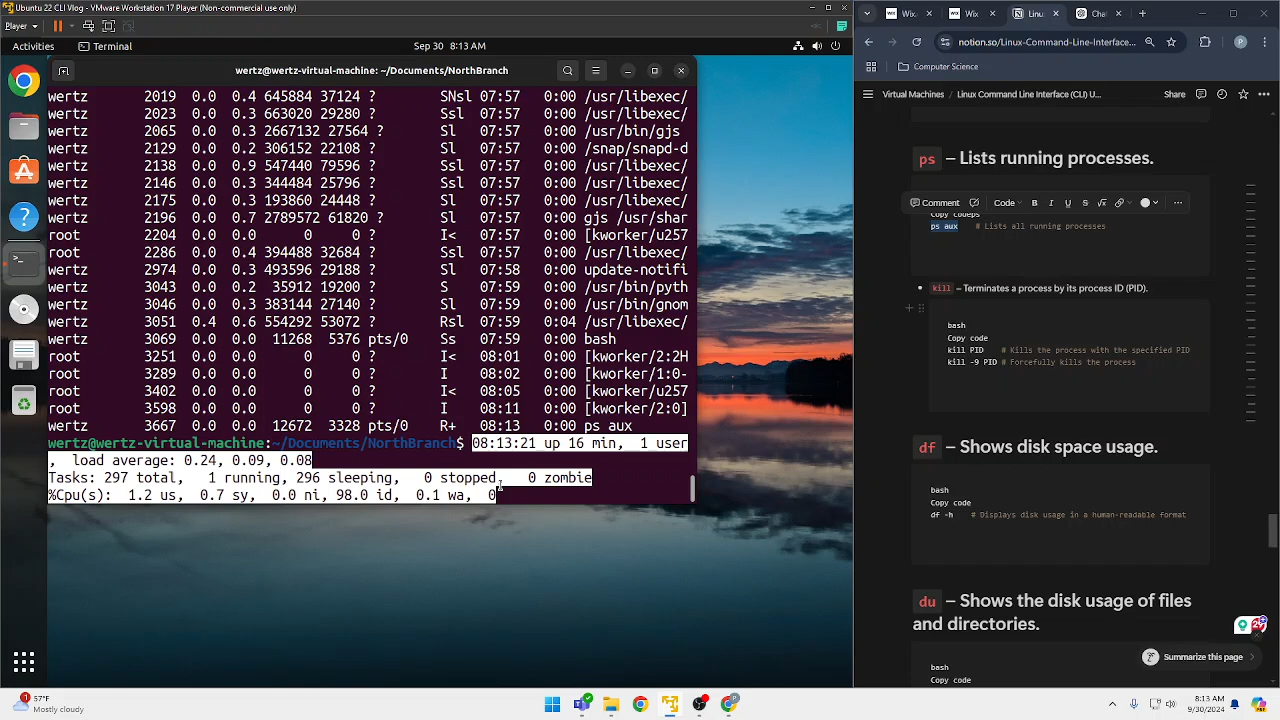 Ubuntu 22 CLI Vlog - VMware Workstation 17 Player (Non-commercial use only)
Player
Activities
Terminal
Sep 30 8:13 AM
wertz@wertz-virtual-machine: ~/Documents/NorthBranch
wertz 2019 0.0 0.4 645884 37124 ? SNsl 07:57 0:00 /usr/libexec/
wertz 2023 0.0 0.3 663020 29280 ? Ssl 07:57 0:00 /usr/libexec/
wertz 2065 0.0 0.3 2667132 27564 ? Sl 07:57 0:00 /usr/bin/gjs
wertz 2129 0.0 0.2 306152 22108 ? Sl 07:57 0:00 /snap/snapd-d
wertz 2138 0.0 0.9 547440 79596 ? Ssl 07:57 0:00 /usr/libexec/
wertz 2146 0.0 0.3 344484 25796 ? Ssl 07:57 0:00 /usr/libexec/
wertz 2175 0.0 0.3 193360 24448 ? Ssl 07:57 0:00 /usr/libexec/
wertz 2196 0.0 0.7 2789572 61820 ? Sl 07:57 0:00 gjs /usr/shar
root 2204 0.0 0.0 0 0 ? I< 07:57 0:00 [kworker/u257
root 2286 0.0 0.4 394488 32684 ? Ssl 07:57 0:00 /usr/libexec/
wertz 2974 0.0 0.3 493596 29188 ? Sl 07:58 0:00 update-notifi
wertz 3043 0.0 0.2 35912 19200 ? S 07:59 0:00 /usr/bin/pyth
wertz 3046 0.0 0.3 383144 27140 ? Sl 07:59 0:00 /usr/bin/gnom
wertz 3051 0.4 0.6 554292 53072 ? Rsl 07:59 0:04 /usr/libexec/
wertz 3069 0.0 0.0 11268 5376 pts/0 Ss 07:59 0:00 bash
root 3251 0.0 0.0 0 0 ? I< 08:01 0:00 [kworker/2:2H
root 3289 0.0 0.0 0 0 ? I 08:02 0:00 [kworker/1:0-
root 3402 0.0 0.0 0 0 ? I< 08:05 0:00 [kworker/u257
root 3598 0.0 0.0 0 0 ? I 08:11 0:00 [kworker/2:0]
wertz 3667 0.0 0.0 12672 3328 pts/0 R+ 08:13 0:00 ps aux
wertz@wertz-virtual-machine:~/Documents/NorthBranch$ 08:13:21 up 16 min, 1 user
, load average: 0.24, 0.09, 0.08
Tasks: 297 total, 1 running, 296 sleeping, 0 stopped, 0 zombie
%Cpu(s): 1.2 us, 0.7 sy, 0.0 ni, 98.0 id, 0.1 wa, 0
57°F
Mostly cloudy
Wix
Wix
Linu
Cha
notion.so/Linux-Command-Line-Interface...
P
Computer Science
Virtual Machines / Linux Command Line Interface (CLI) U...
Share
ps – Lists running processes.
Comment
Code
B I U S
Copy codeps
ps aux # Lists all running processes
kill – Terminates a process by its process ID (PID).
bash
Copy code
kill PID # Kills the process with the specified PID
kill -9 PID # Forcefully kills the process
df – Shows disk space usage.
bash
Copy code
df -h # Displays disk usage in a human-readable format
du – Shows the disk usage of files
and directories.
bash
Copy code
Summarize this page
8:13 AM
9/30/2024